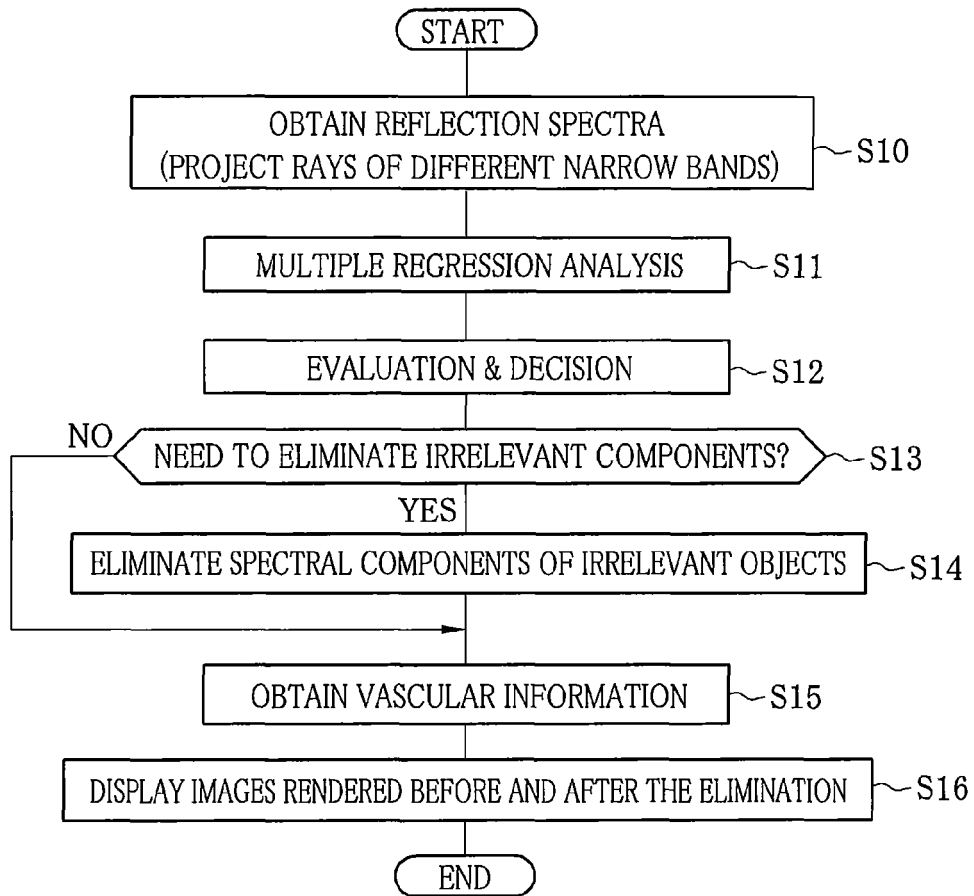 START
OBTAIN REFLECTION SPECTRA
(PROJECT RAYS OF DIFFERENT NARROW BANDS)
S10
MULTIPLE REGRESSION ANALYSIS
S11
EVALUATION & DECISION
S12
NO
NEED TO ELIMINATE IRRELEVANT COMPONENTS?
S13
YES
ELIMINATE SPECTRAL COMPONENTS OF IRRELEVANT OBJECTS
S14
OBTAIN VASCULAR INFORMATION
S15
DISPLAY IMAGES RENDERED BEFORE AND AFTER THE ELIMINATION
S16
END